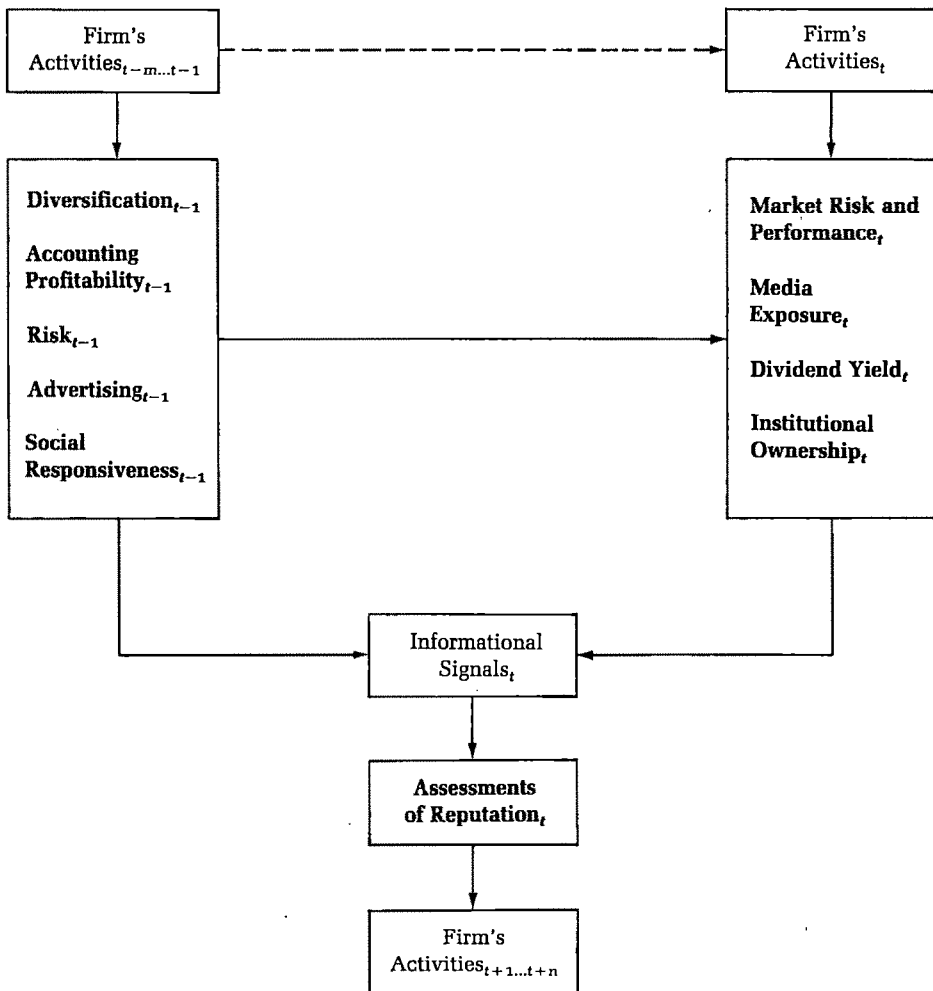 Firm's
Activities_{t−m...t−1}
Firm's
Activities_t
Diversification_{t−1}
Accounting
Profitability_{t−1}
Risk_{t−1}
Advertising_{t−1}
Social
Responsiveness_{t−1}
Market Risk and
Performance_t
Media
Exposure_t
Dividend Yield_t
Institutional
Ownership_t
Informational
Signals_t
Assessments
of Reputation_t
Firm's
Activities_{t+1...t+n}